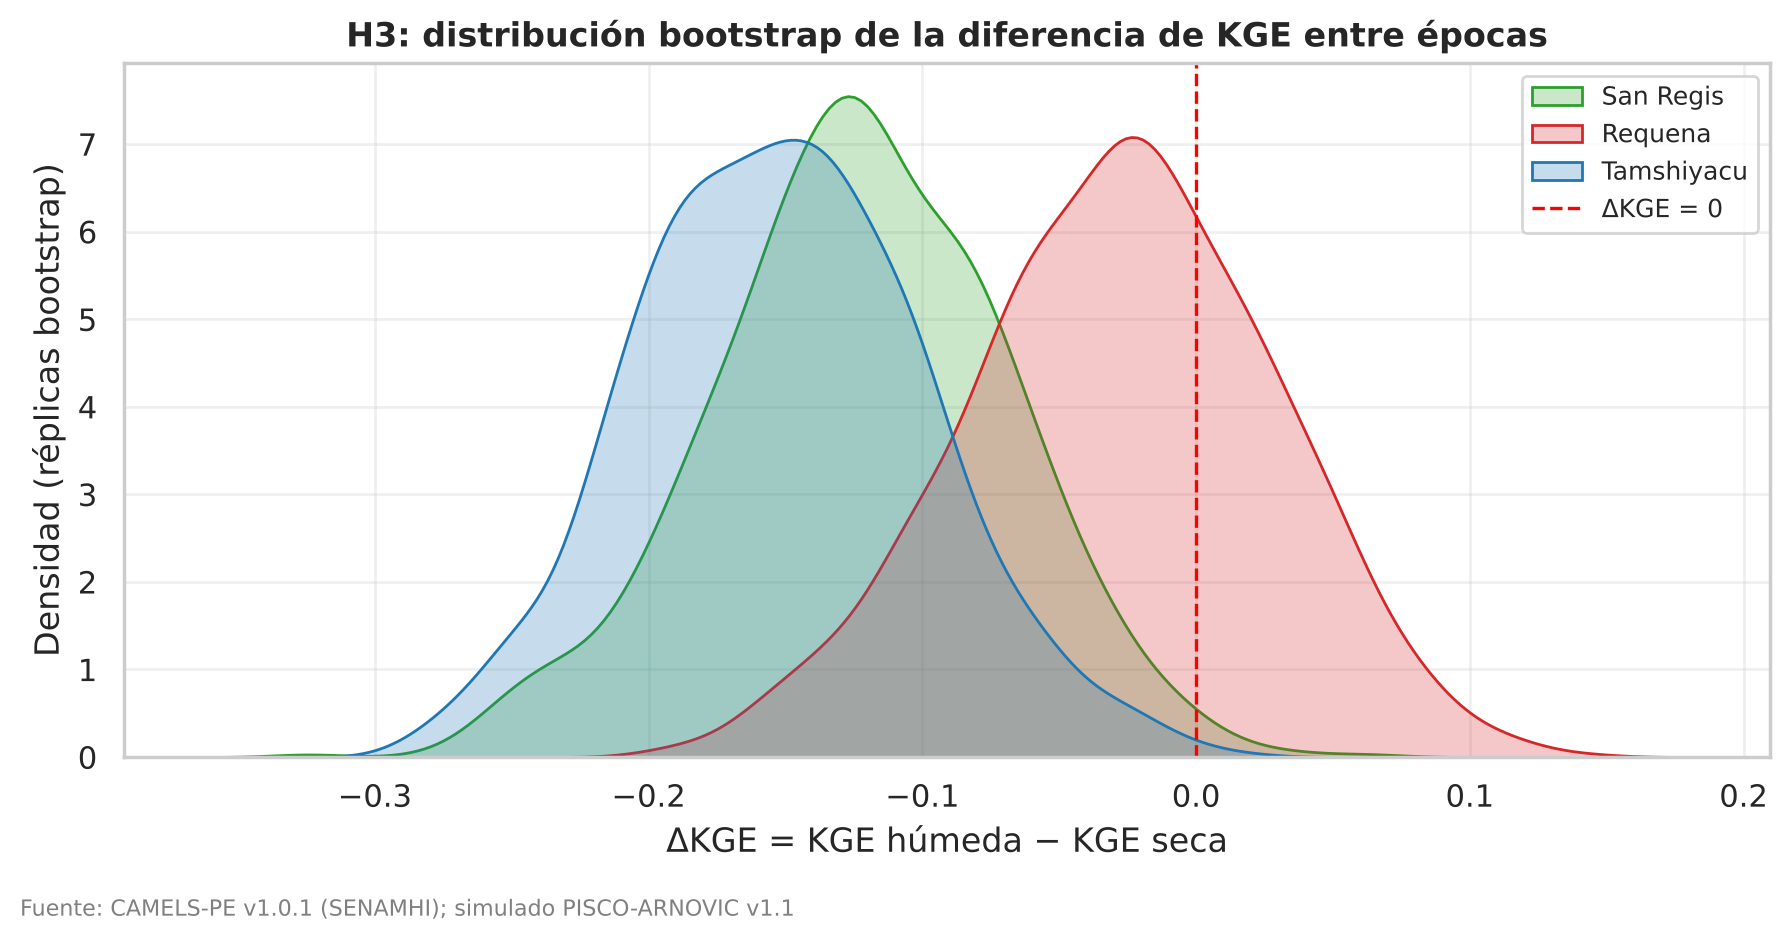 H3: distribución bootstrap de la diferencia de KGE entre épocas
San Regis
Requena
Tamshiyacu
ΔKGE = 0
Densidad (réplicas bootstrap)
7
6
5
4
3
2
1
0
−0.3 −0.2 −0.1 0.0 0.1 0.2
ΔKGE = KGE húmeda − KGE seca
Fuente: CAMELS-PE v1.0.1 (SENAMHI); simulado PISCO-ARNOVIC v1.1